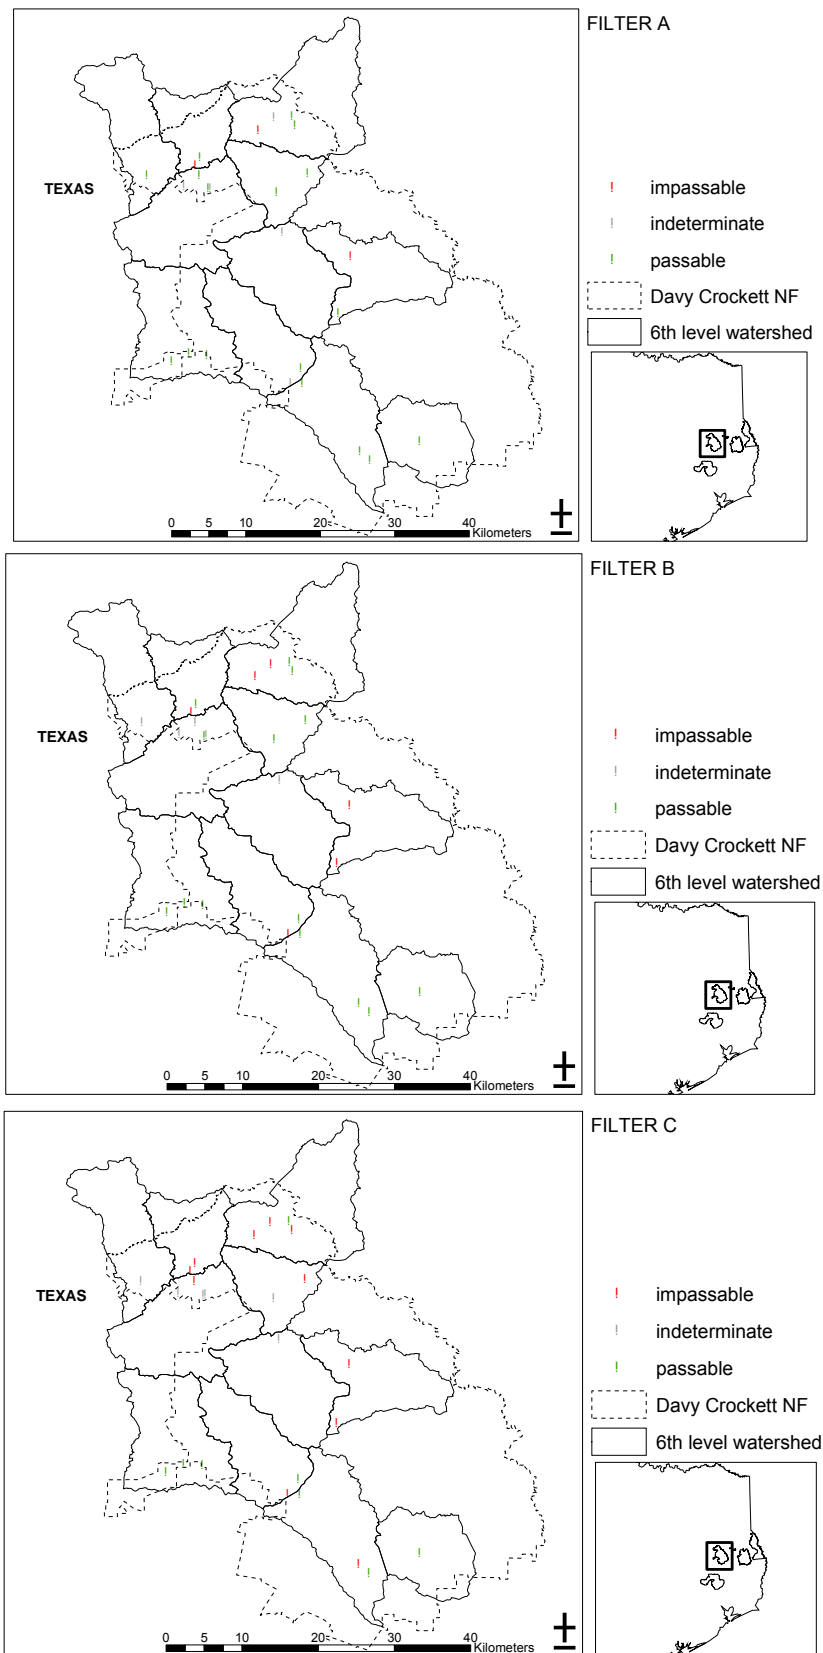 FILTER A
TEXAS
impassable
indeterminate
passable
Davy Crockett NF
6th level watershed
0 5 10 20 30 40
Kilometers
FILTER B
TEXAS
impassable
indeterminate
passable
Davy Crockett NF
6th level watershed
0 5 10 20 30 40
Kilometers
FILTER C
TEXAS
impassable
indeterminate
passable
Davy Crockett NF
6th level watershed
0 5 10 20 30 40
Kilometers